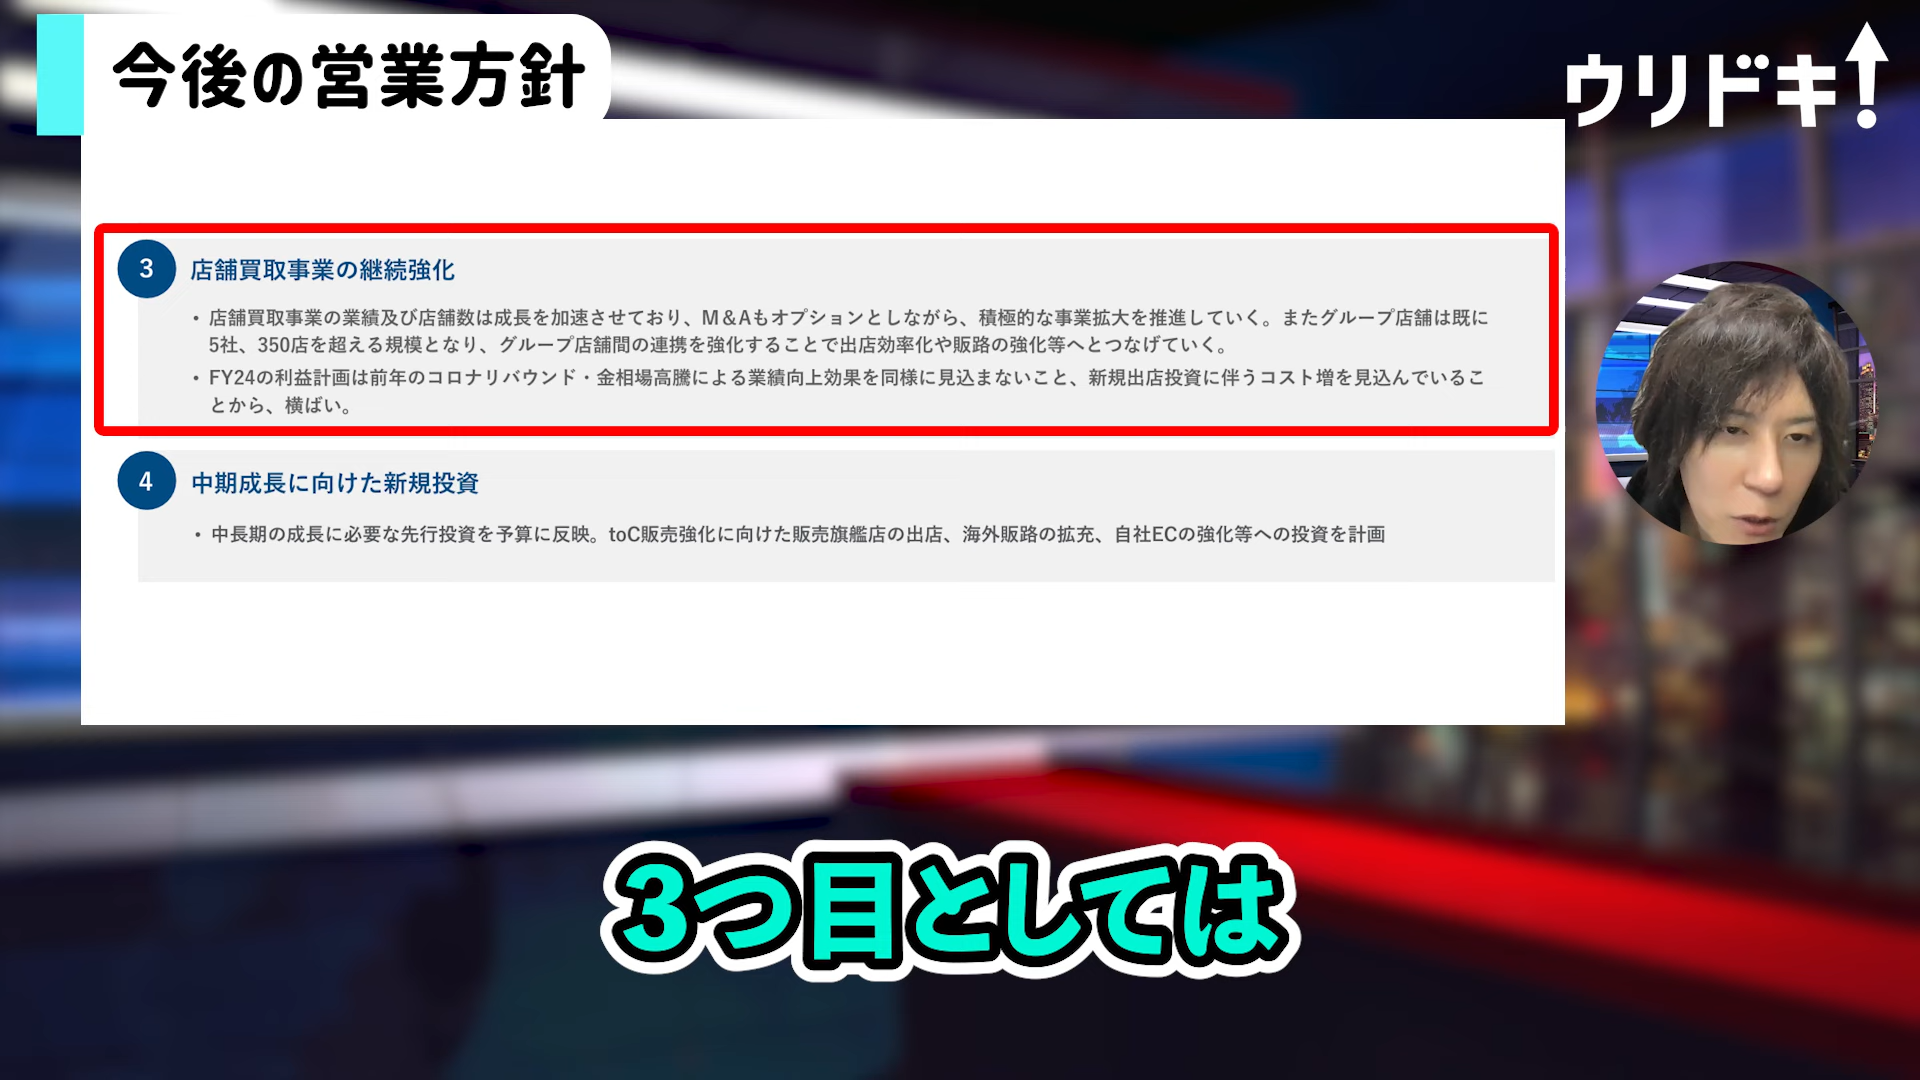 今後の営業方針
ウリドキ!
3 店舗買取事業の継続強化
・店舗買取事業の業績及び店舗数は成長を加速させており、M&Aもオプションとしながら、積極的な事業拡大を推進していく。またグループ店舗は既に
5社、350店を超える規模となり、グループ店舗間の連携を強化することで出店効率化や販路の強化等へとつなげていく。
・FY24の利益計画は前年のコロナリバウンド・金相場高騰による業績向上効果を同様に見込まないこと、新規出店投資に伴うコスト増を見込んでいるこ
とから、横ばい。
4 中期成長に向けた新規投資
・中長期の成長に必要な先行投資を予算に反映。toC販売強化に向けた販売旗艦店の出店、海外販路の拡充、自社ECの強化等への投資を計画
3つ目としては